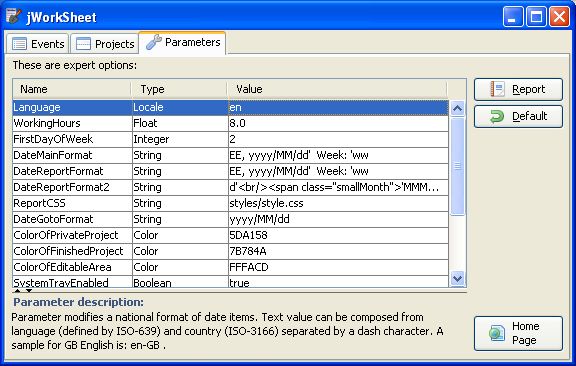 jWorkSheet
Events Projects Parameters
These are expert options:
Name Type Value
Language Locale en
WorkingHours Float 8.0
FirstDayOfWeek Integer 2
DateMainFormat String EE, yyyy/MM/dd'  Week: 'ww
DateReportFormat String EE, yyyy/MM/dd'  Week: 'ww
DateReportFormat2 String d'<br/><span class="smallMonth">'MMM...
ReportCSS String styles/style.css
DateGotoFormat String yyyy/MM/dd
ColorOfPrivateProject Color 5DA158
ColorOfFinishedProject Color 7B784A
ColorOfEditableArea Color FFFACD
SystemTrayEnabled Boolean true
Report
Default
Parameter description:
Parameter modifies a national format of date items. Text value can be composed from
language (defined by ISO-639) and country (ISO-3166) separated by a dash character. A
sample for GB English is: en-GB .
Home
Page